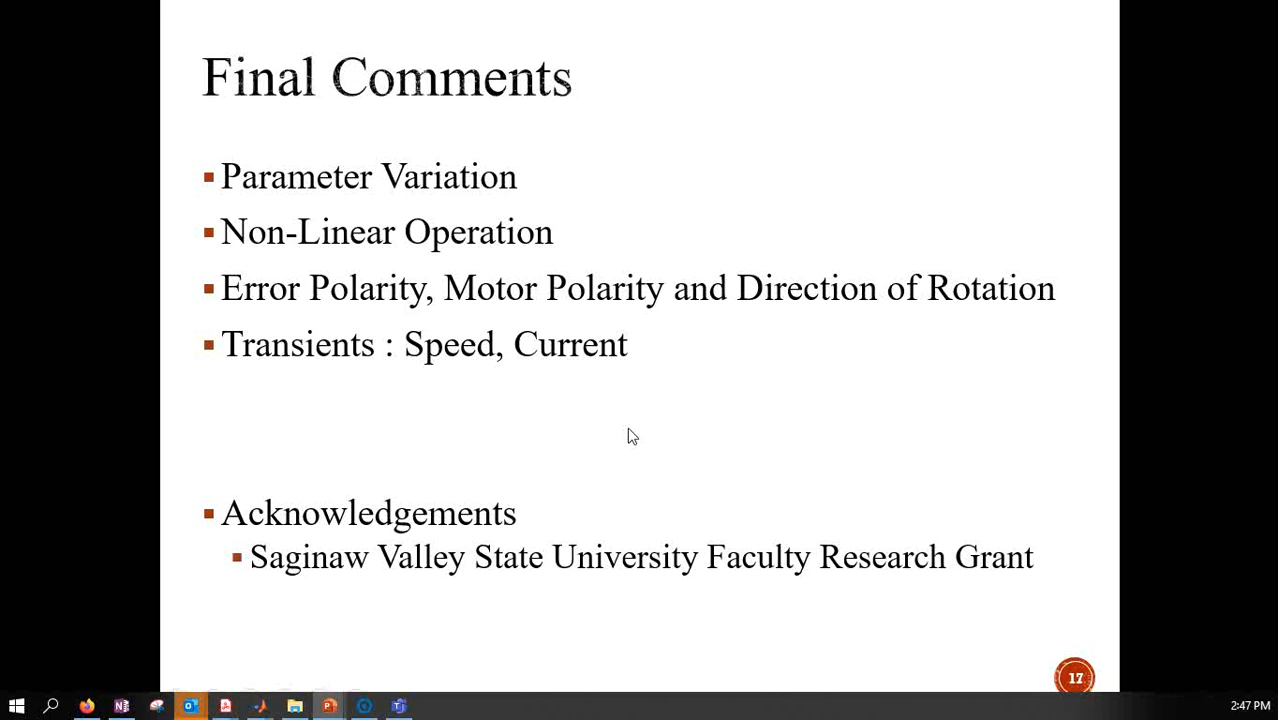 Final Comments
Parameter Variation
Non-Linear Operation
Error Polarity, Motor Polarity and Direction of Rotation
Transients : Speed, Current
Acknowledgements
Saginaw Valley State University Faculty Research Grant
17
2:47 PM